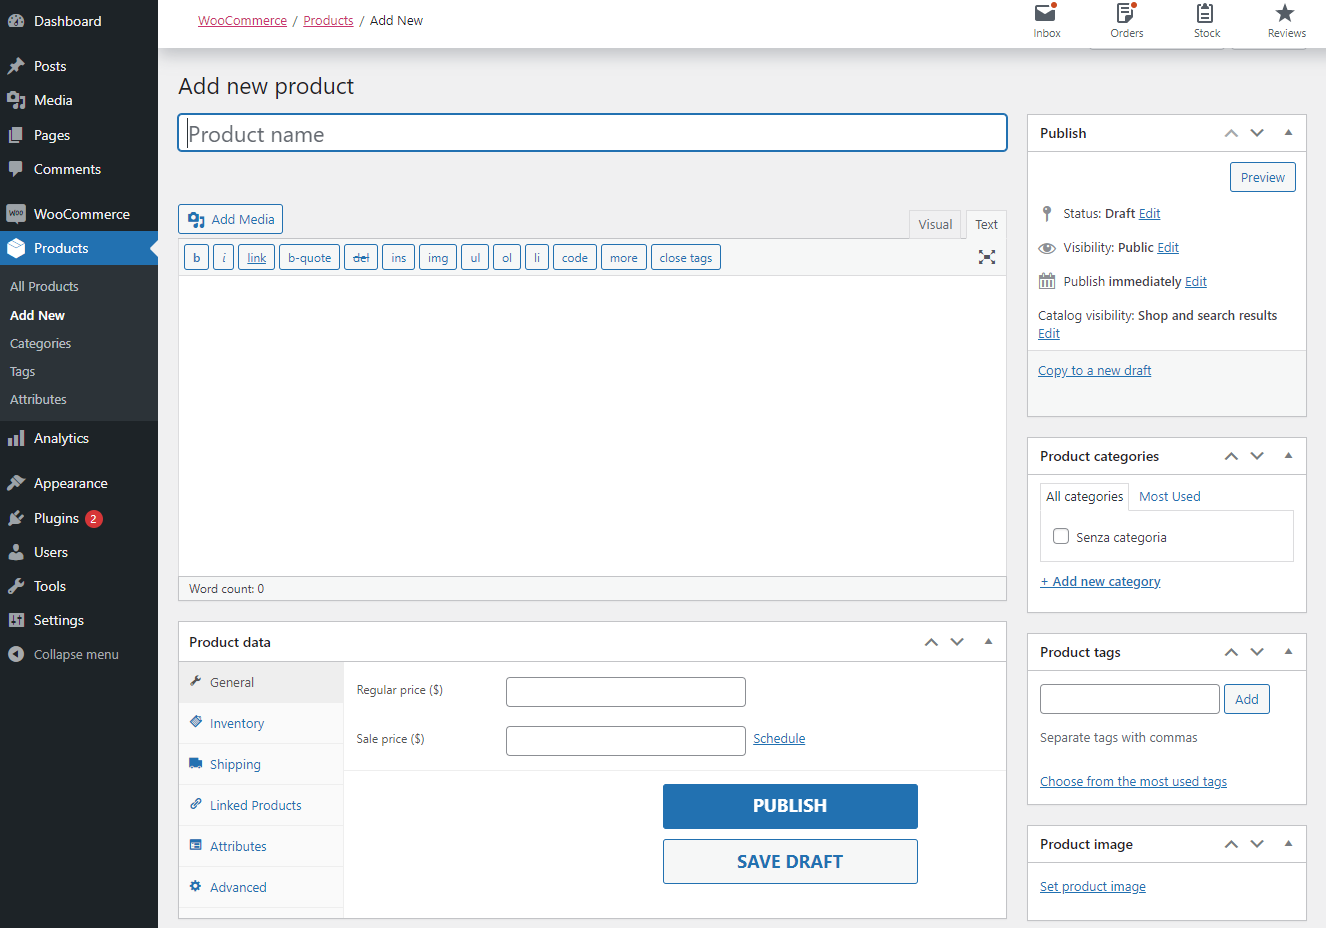 Dashboard
Posts
Media
Pages
Comments
WOO
WooCommerce
Products
All Products
Add New
Categories
Tags
Attributes
Analytics
Appearance
Plugins 2
Users
Tools
Settings
Collapse menu
WooCommerce / Products / Add New
Inbox
Orders
Stock
Reviews
Add new product
Product name
Add Media
Visual
Text
b
i
link
b-quote
del
ins
img
ul
ol
li
code
more
close tags
Word count: 0
Product data
General
Inventory
Shipping
Linked Products
Attributes
Advanced
Regular price ($)
Sale price ($)
Schedule
PUBLISH
SAVE DRAFT
Publish
Preview
Status: Draft Edit
Visibility: Public Edit
Publish immediately Edit
Catalog visibility: Shop and search results
Edit
Copy to a new draft
Product categories
All categories
Most Used
Senza categoria
+ Add new category
Product tags
Add
Separate tags with commas
Choose from the most used tags
Product image
Set product image